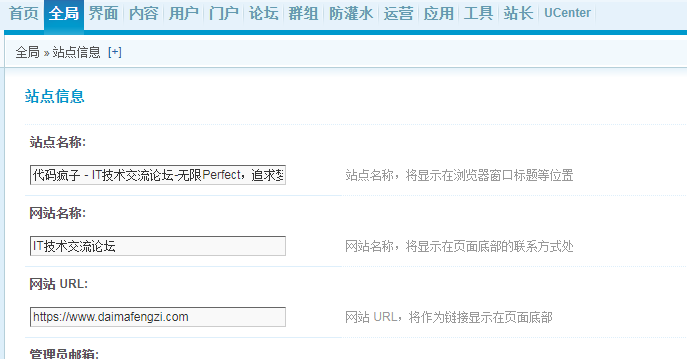 首页 全局 界面 内容 用户 门户 论坛 群组 防灌水 运营 应用 工具 站长 UCenter
全局 » 站点信息 [+]
站点信息
站点名称:
代码疯子 - IT技术交流论坛-无限Perfect，追求梦
站点名称，将显示在浏览器窗口标题等位置
网站名称:
IT技术交流论坛
网站名称，将显示在页面底部的联系方式处
网站 URL:
https://www.daimafengzi.com
网站 URL，将作为链接显示在页面底部
管理员邮箱: